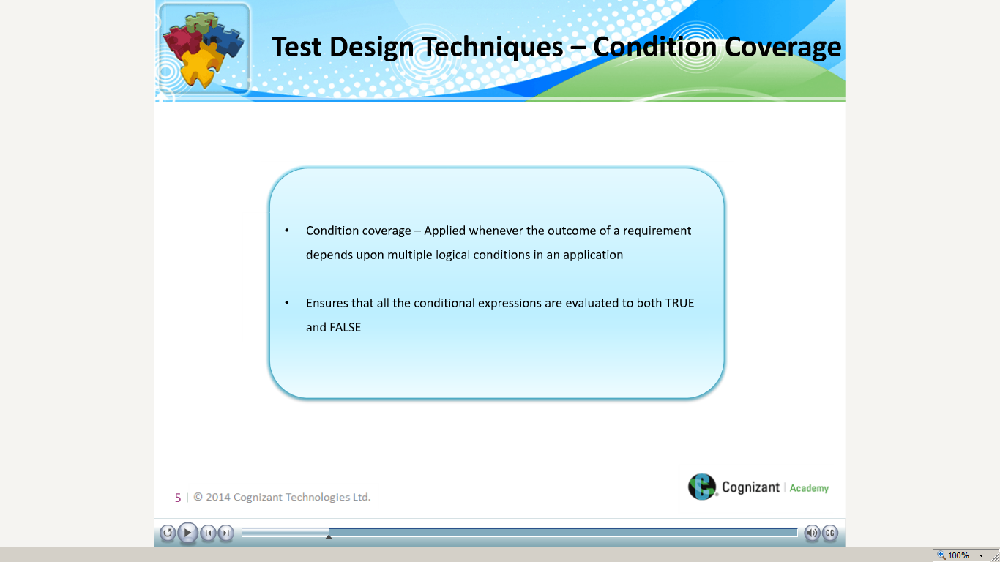 Test Design Techniques – Condition Coverage
• Condition coverage – Applied whenever the outcome of a requirement
depends upon multiple logical conditions in an application
• Ensures that all the conditional expressions are evaluated to both TRUE
and FALSE
Cognizant | Academy
5 | © 2014 Cognizant Technologies Ltd.
CC
100%